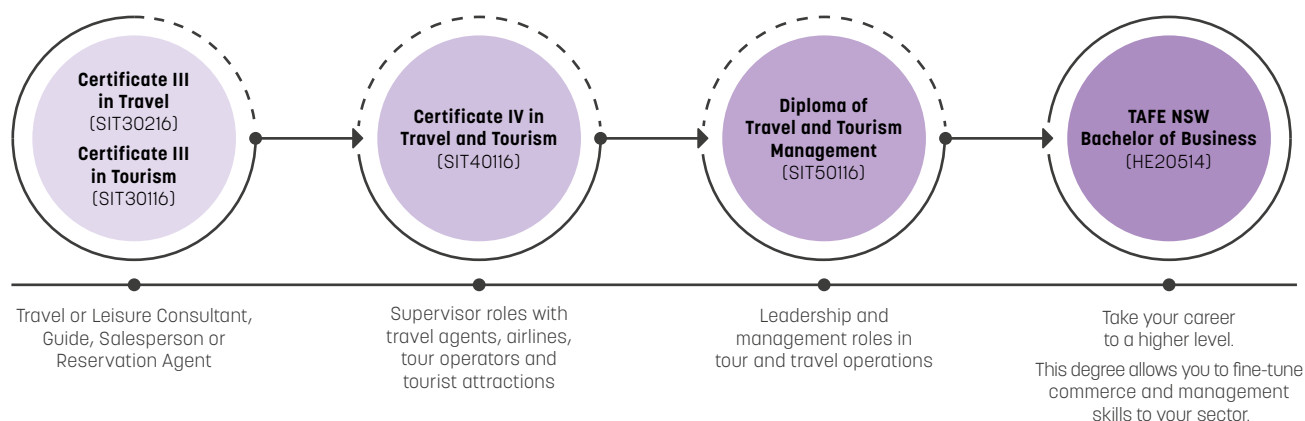 Certificate III
in Travel
(SIT30216)
Certificate III
in Tourism
(SIT30116)
Certificate IV in
Travel and Tourism
(SIT40116)
Diploma of
Travel and Tourism
Management
(SIT50116)
TAFE NSW
Bachelor of Business
(HE20514)
Travel or Leisure Consultant,
Guide, Salesperson or
Reservation Agent
Supervisor roles with
travel agents, airlines,
tour operators and
tourist attractions
Leadership and
management roles in
tour and travel operations
Take your career
to a higher level.
This degree allows you to fine-tune
commerce and management
skills to your sector.